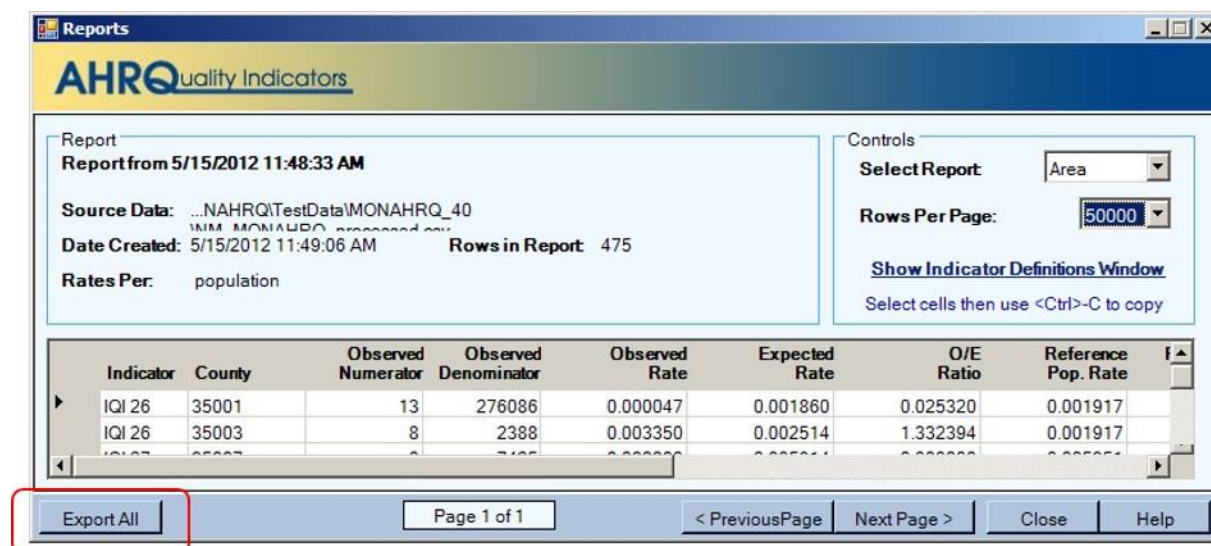 Reports
AHRQuality Indicators
Report
Report from 5/15/2012 11:48:33 AM
Source Data: ...NAHRQ\TestData\MONAHRQ_40
\NM_MONAHRQ_processed.csv
Date Created: 5/15/2012 11:49:06 AM Rows in Report: 475
Rates Per: population
Controls
Select Report: Area
Rows Per Page: 50000
Show Indicator Definitions Window
Select cells then use <Ctrl>-C to copy
Indicator County Observed Numerator Observed Denominator Observed Rate Expected Rate O/E Ratio Reference Pop. Rate
IQI 26 35001 13 276086 0.000047 0.001860 0.025320 0.001917
IQI 26 35003 8 2388 0.003350 0.002514 1.332394 0.001917
Export All Page 1 of 1 < PreviousPage Next Page > Close Help